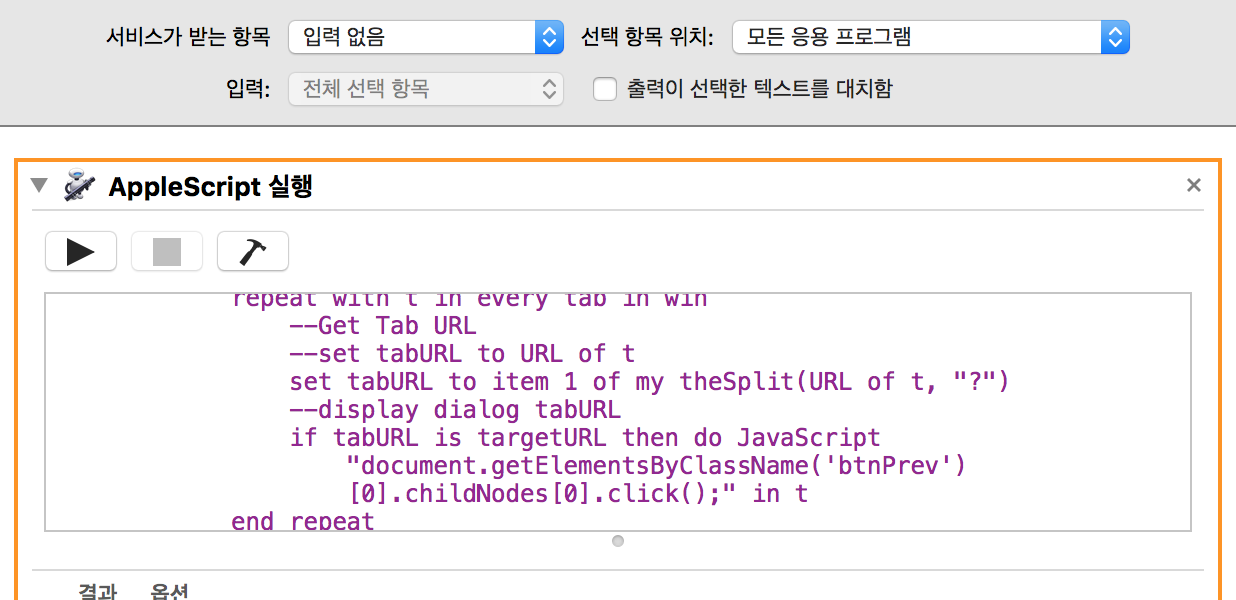 서비스가 받는 항목 입력 없음 선택 항목 위치: 모든 응용 프로그램
입력: 전체 선택 항목 출력이 선택한 텍스트를 대치함
AppleScript 실행
repeat with t in every tab in win
--Get Tab URL
--set tabURL to URL of t
set tabURL to item 1 of my theSplit(URL of t, "?")
--display dialog tabURL
if tabURL is targetURL then do JavaScript
"document.getElementsByClassName('btnPrev')
[0].childNodes[0].click();" in t
end repeat
결과 옵션